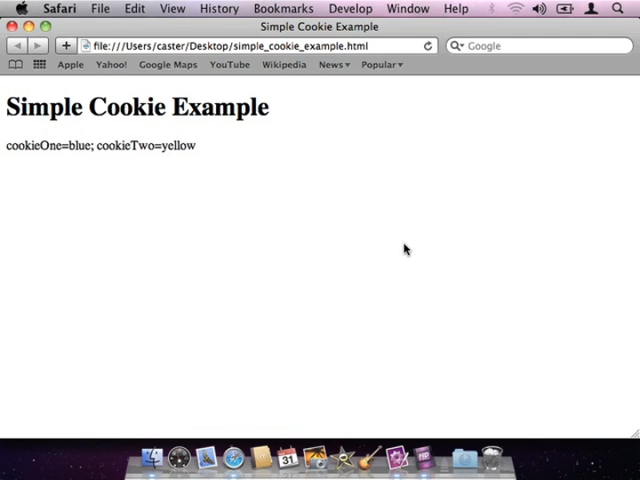 Safari File Edit View History Bookmarks Develop Window Help
Simple Cookie Example
file:///Users/caster/Desktop/simple_cookie_example.html Google
Apple Yahoo! Google Maps YouTube Wikipedia News Popular
Simple Cookie Example
cookieOne=blue; cookieTwo=yellow
31